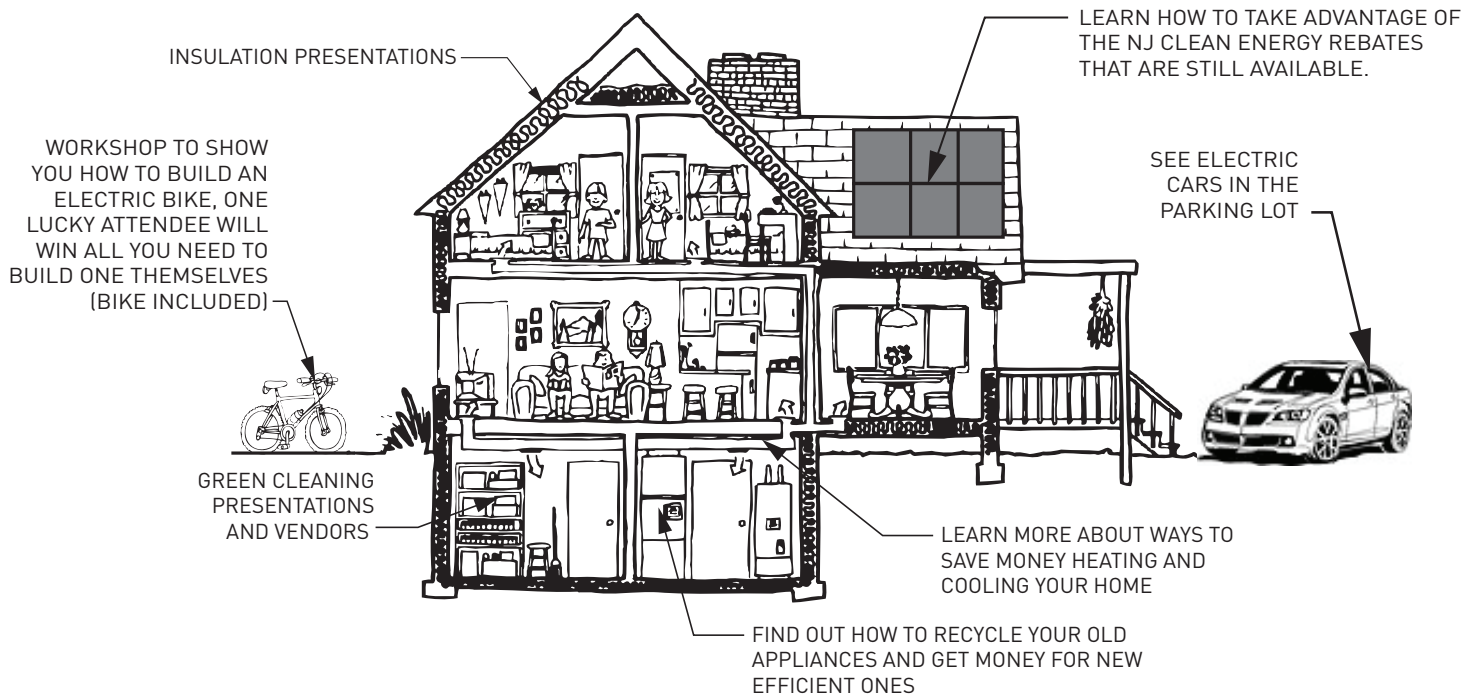 INSULATION PRESENTATIONS
LEARN HOW TO TAKE ADVANTAGE OF
THE NJ CLEAN ENERGY REBATES
THAT ARE STILL AVAILABLE.
WORKSHOP TO SHOW
YOU HOW TO BUILD AN
ELECTRIC BIKE, ONE
LUCKY ATTENDEE WILL
WIN ALL YOU NEED TO
BUILD ONE THEMSELVES
(BIKE INCLUDED)
SEE ELECTRIC
CARS IN THE
PARKING LOT
GREEN CLEANING
PRESENTATIONS
AND VENDORS
LEARN MORE ABOUT WAYS TO
SAVE MONEY HEATING AND
COOLING YOUR HOME
FIND OUT HOW TO RECYCLE YOUR OLD
APPLIANCES AND GET MONEY FOR NEW
EFFICIENT ONES